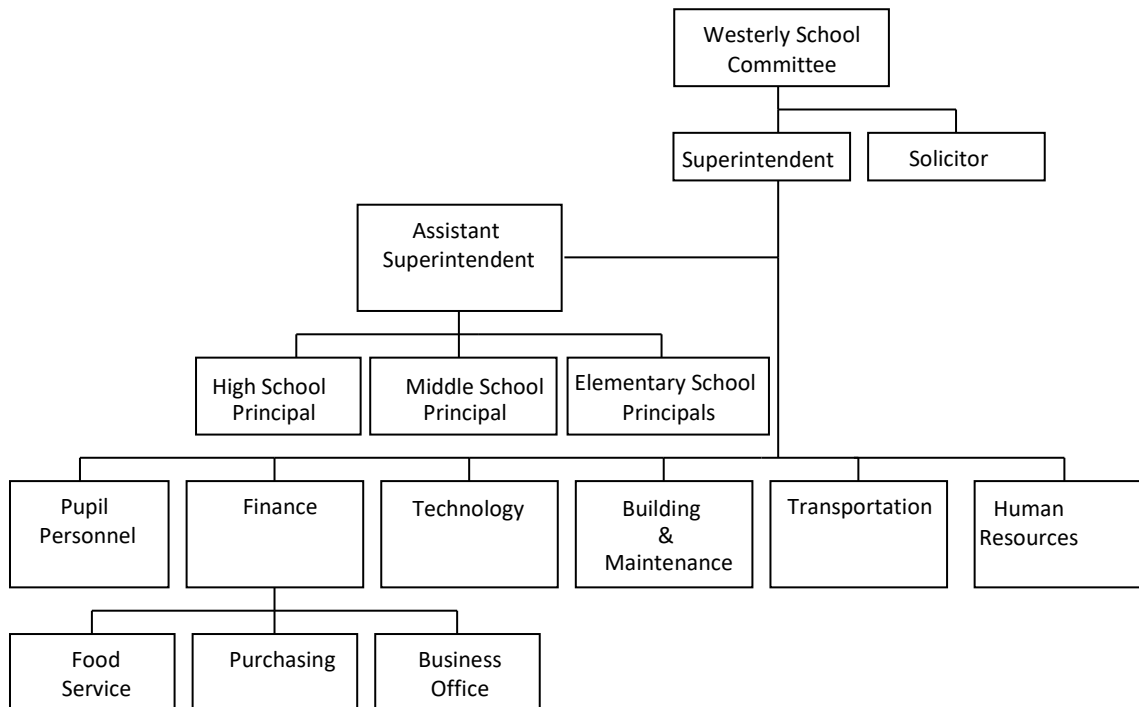 Westerly School
Committee
Superintendent
Solicitor
Assistant
Superintendent
High School
Principal
Middle School
Principal
Elementary School
Principals
Pupil
Personnel
Finance
Technology
Building
&
Maintenance
Transportation
Human
Resources
Food
Service
Purchasing
Business
Office